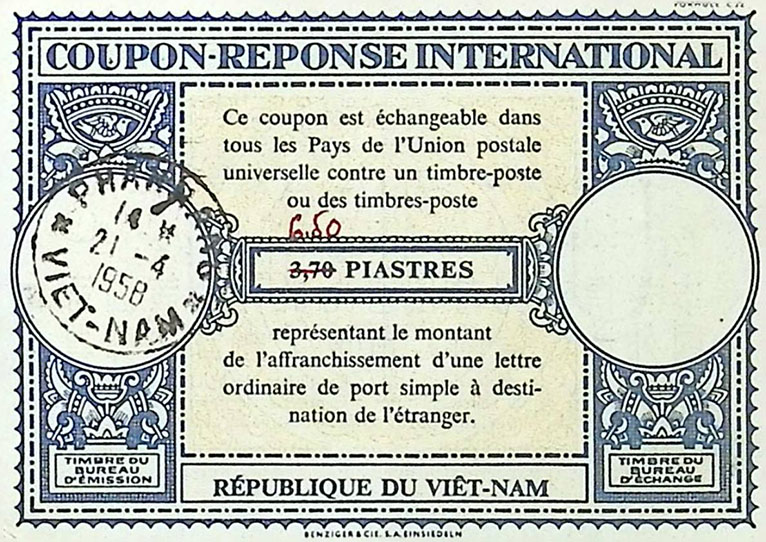 FORMULE C 22
COUPON-REPONSE INTERNATIONAL
Ce coupon est échangeable dans
tous les Pays de l'Union postale
universelle contre un timbre-poste
ou des timbres-poste
6,50
3,70 PIASTRES
représentant le montant
de l'affranchissement d'une lettre
ordinaire de port simple à desti-
nation de l'étranger.
14 *
21 -4
1958
VIET-NAM
TIMBRE DU
BUREAU
D'ÉMISSION
TIMBRE DU
BUREAU
D'ÉCHANGE
RÉPUBLIQUE DU VIÊT-NAM
BENZIGER & CIE. S.A. EINSIEDELN